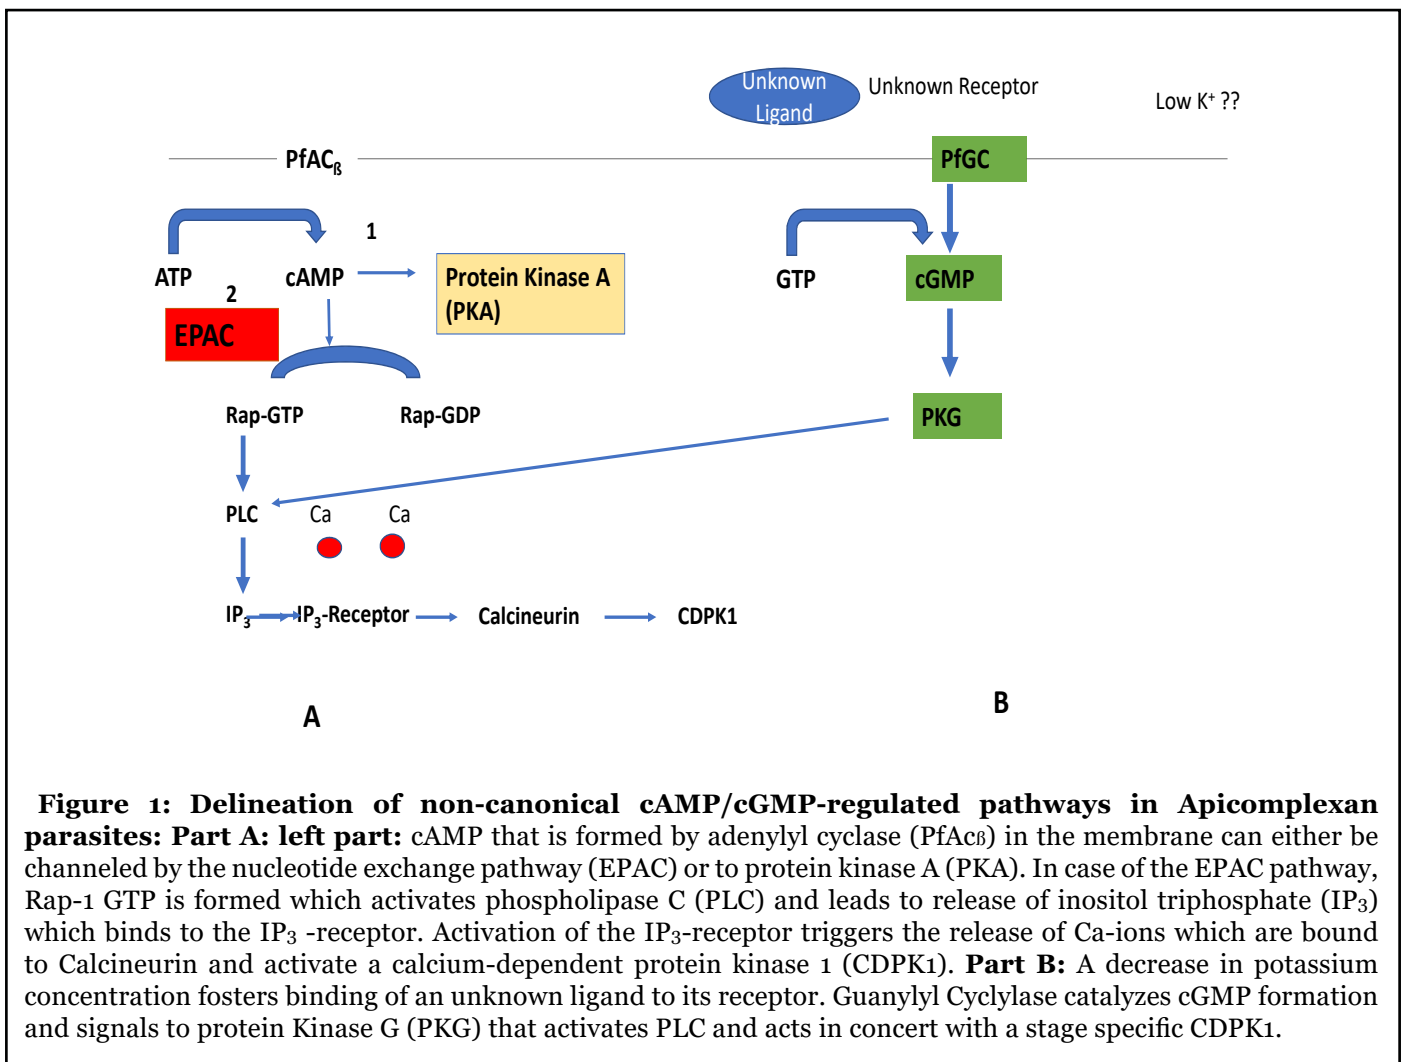 Unknown
Ligand
Unknown Receptor
Low K⁺ ??
PfACß
PfGC
1
ATP
cAMP
Protein Kinase A
(PKA)
GTP
cGMP
2
EPAC
Rap-GTP
Rap-GDP
PKG
PLC
Ca
Ca
IP₃
IP₃-Receptor
Calcineurin
CDPK1
A
B
Figure 1: Delineation of non-canonical cAMP/cGMP-regulated pathways in Apicomplexan
parasites: Part A: left part: cAMP that is formed by adenylyl cyclase (PfAcß) in the membrane can either be
channeled by the nucleotide exchange pathway (EPAC) or to protein kinase A (PKA). In case of the EPAC pathway,
Rap-1 GTP is formed which activates phospholipase C (PLC) and leads to release of inositol triphosphate (IP₃)
which binds to the IP₃ -receptor. Activation of the IP₃-receptor triggers the release of Ca-ions which are bound
to Calcineurin and activate a calcium-dependent protein kinase 1 (CDPK1). Part B: A decrease in potassium
concentration fosters binding of an unknown ligand to its receptor. Guanylyl Cyclylase catalyzes cGMP formation
and signals to protein Kinase G (PKG) that activates PLC and acts in concert with a stage specific CDPK1.